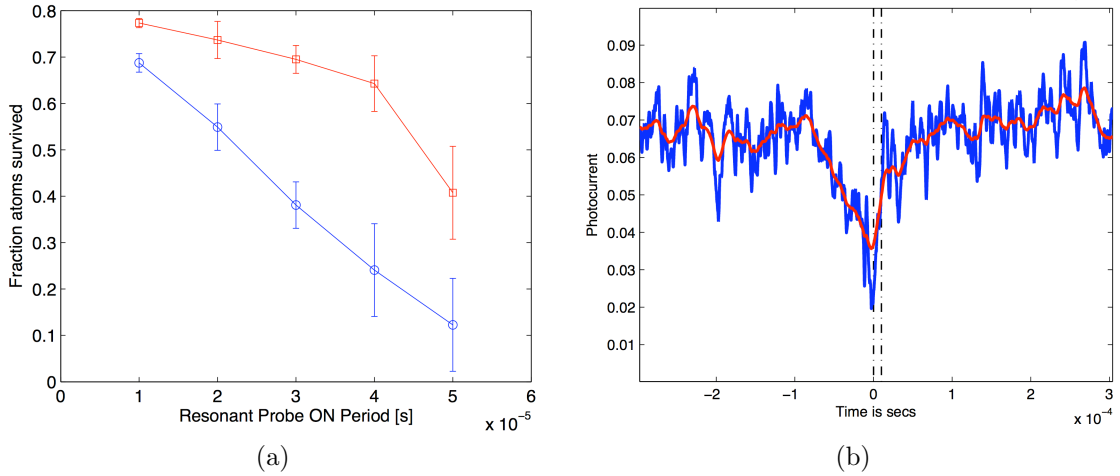 0.8
0.7
0.6
0.5
0.4
0.3
0.2
0.1
0
Fraction atoms survived
0 1 2 3 4 5 6
Resonant Probe ON Period [s]
x 10⁻⁵
(a)
0.09
0.08
0.07
0.06
0.05
0.04
0.03
0.02
0.01
Photocurrent
−2 −1 0 1 2 3
Time is secs
x 10⁻⁴
(b)